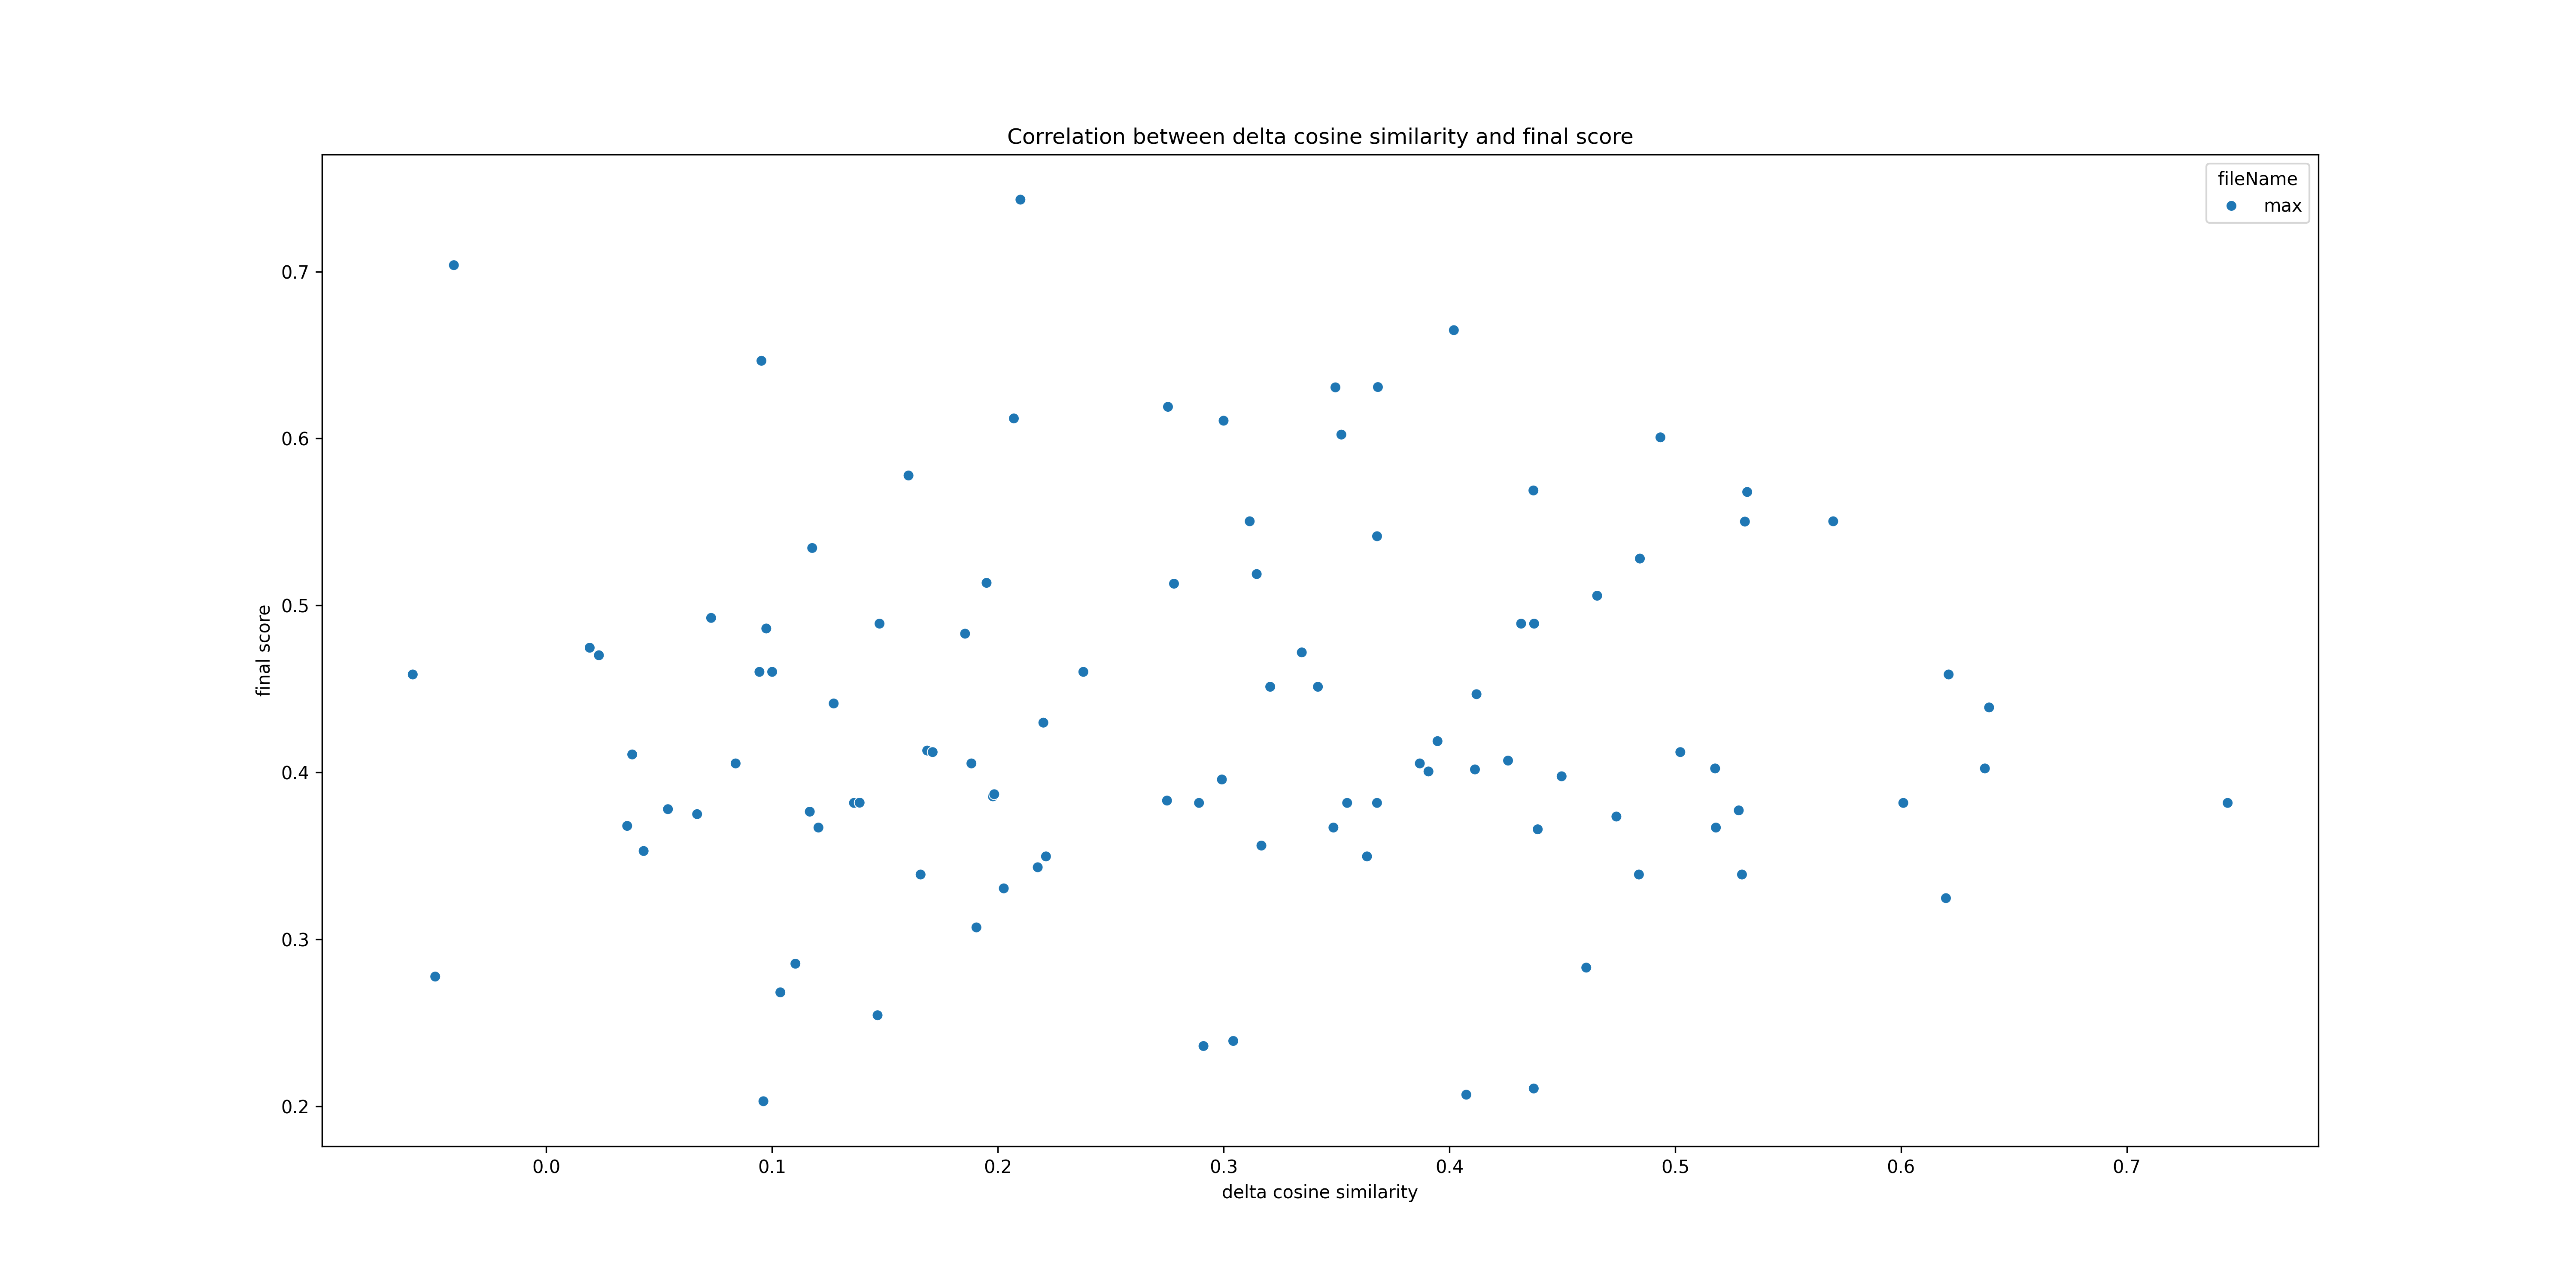 Correlation between delta cosine similarity and final score
fileName
max
final score
0.7
0.6
0.5
0.4
0.3
0.2
0.0 0.1 0.2 0.3 0.4 0.5 0.6 0.7
delta cosine similarity